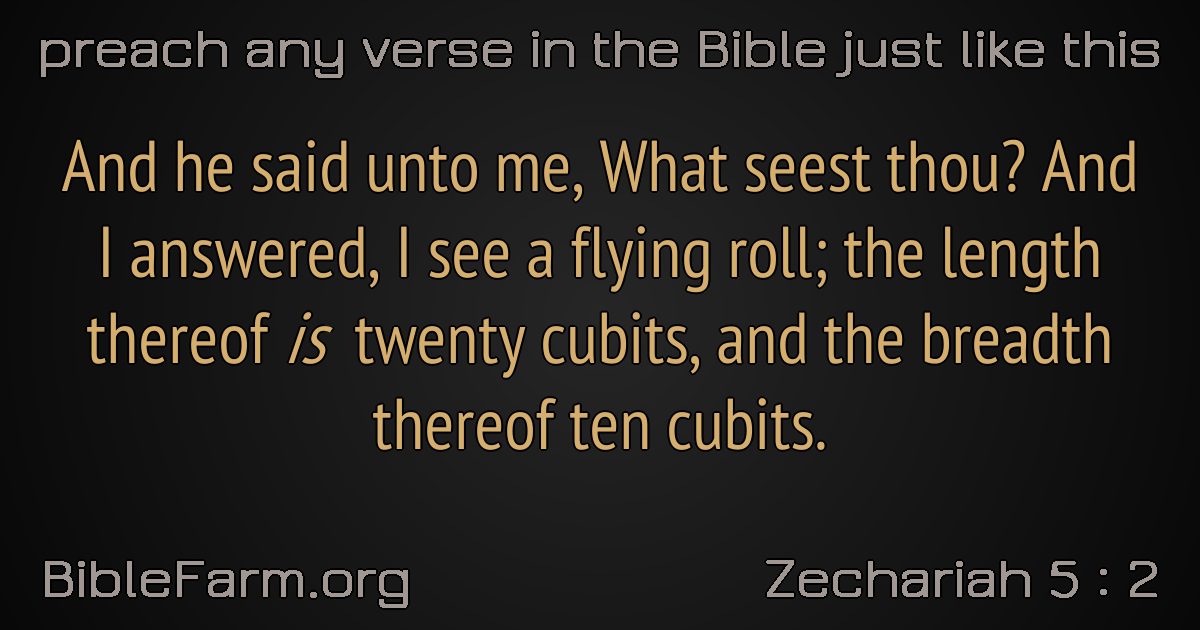 preach any verse in the Bible just like this
And he said unto me, What seest thou? And
I answered, I see a flying roll; the length
thereof is twenty cubits, and the breadth
thereof ten cubits.
BibleFarm.org
Zechariah 5 : 2